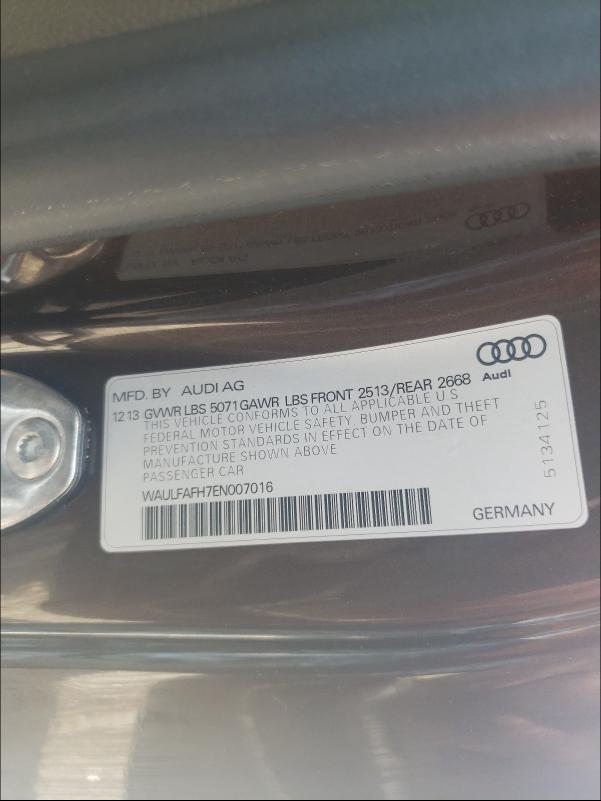 MFD. BY AUDI AG
12 13 GVWR LBS 5071 GAWR LBS FRONT 2513/REAR 2668
THIS VEHICLE CONFORMS TO ALL APPLICABLE U S
FEDERAL MOTOR VEHICLE SAFETY, BUMPER AND THEFT
PREVENTION STANDARDS IN EFFECT ON THE DATE OF
MANUFACTURE SHOWN ABOVE
PASSENGER CAR
WAULFAFH7EN007016
Audi
5134125
GERMANY